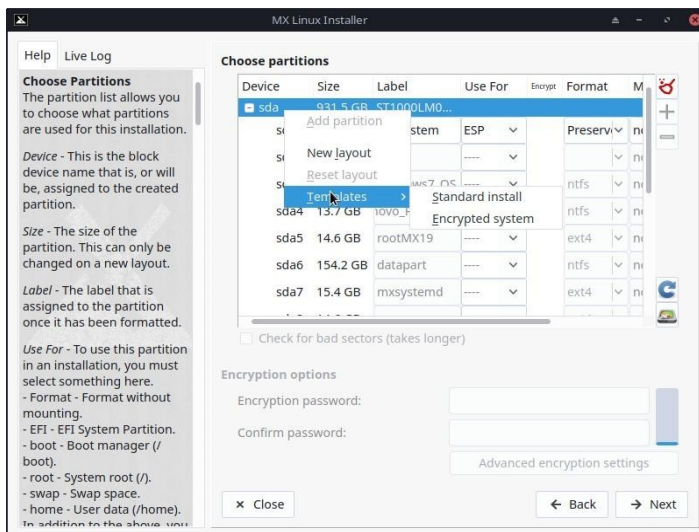 MX Linux Installer
Help
Live Log
Choose Partitions
The partition list allows you
to choose what partitions
are used for this installation.
Device - This is the block
device name that is, or will
be, assigned to the created
partition.
Size - The size of the
partition. This can only be
changed on a new layout.
Label - The label that is
assigned to the partition
once it has been formatted.
Use For - To use this partition
in an installation, you must
select something here.
- Format - Format without
mounting.
- EFI - EFI System Partition.
- boot - Boot manager (/
boot).
- root - System root (/).
- swap - Swap space.
- home - User data (/home).
In addition to the above, you
Choose partitions
Device Size Label Use For Encrypt Format M
sda 931.5 GB ST1000LM0...
Add partition
stem ESP Preserv
New layout
----
Reset layout
ws7_OS ---- ntfs
Templates
Standard install
Encrypted system
sda4 13.7 GB ntfs
sda5 14.6 GB rootMX19 ---- ext4
sda6 154.2 GB datapart ---- ntfs
sda7 15.4 GB mxsystemd ---- ext4
Check for bad sectors (takes longer)
Encryption options
Encryption password:
Confirm password:
Advanced encryption settings
Close
Back
Next